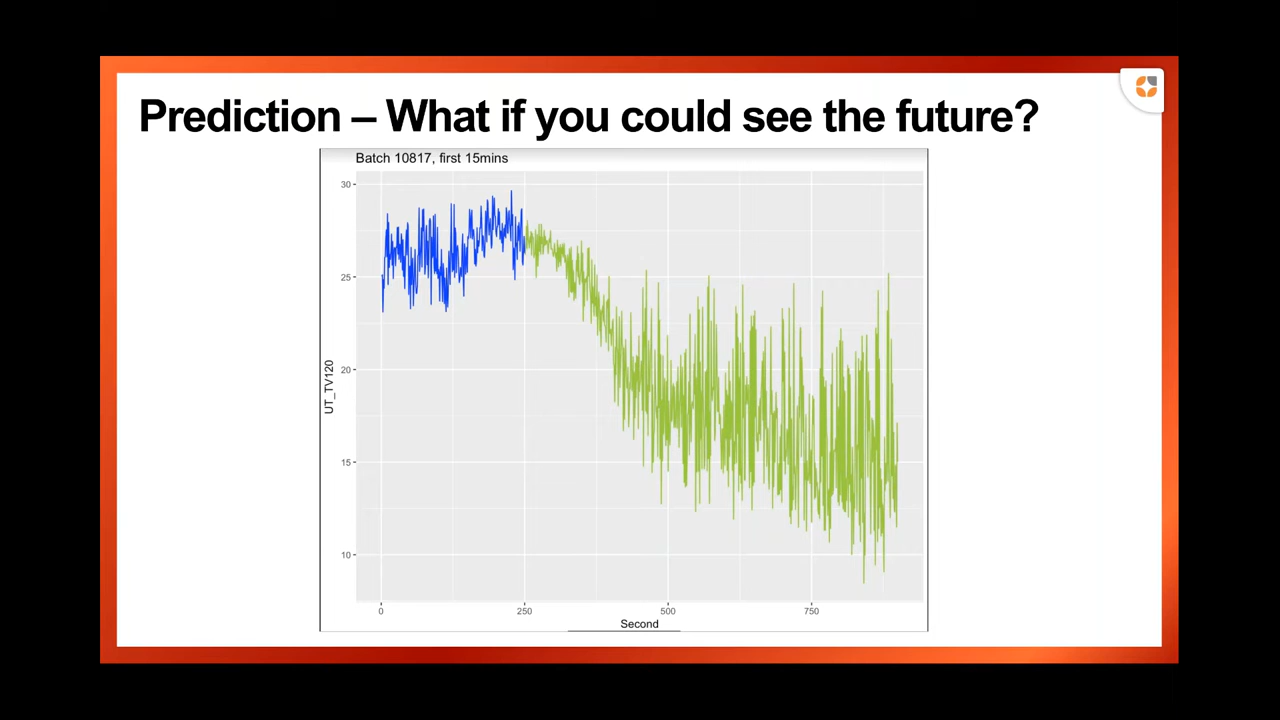 Prediction – What if you could see the future?
Batch 10817, first 15mins
30
25
20
15
10
UT_TV120
0 250 500 750
Second